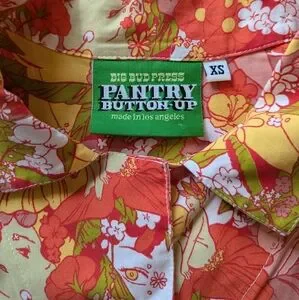 BIG BUD PRESS
PANTRY
BUTTON-UP
made in los angeles
XS